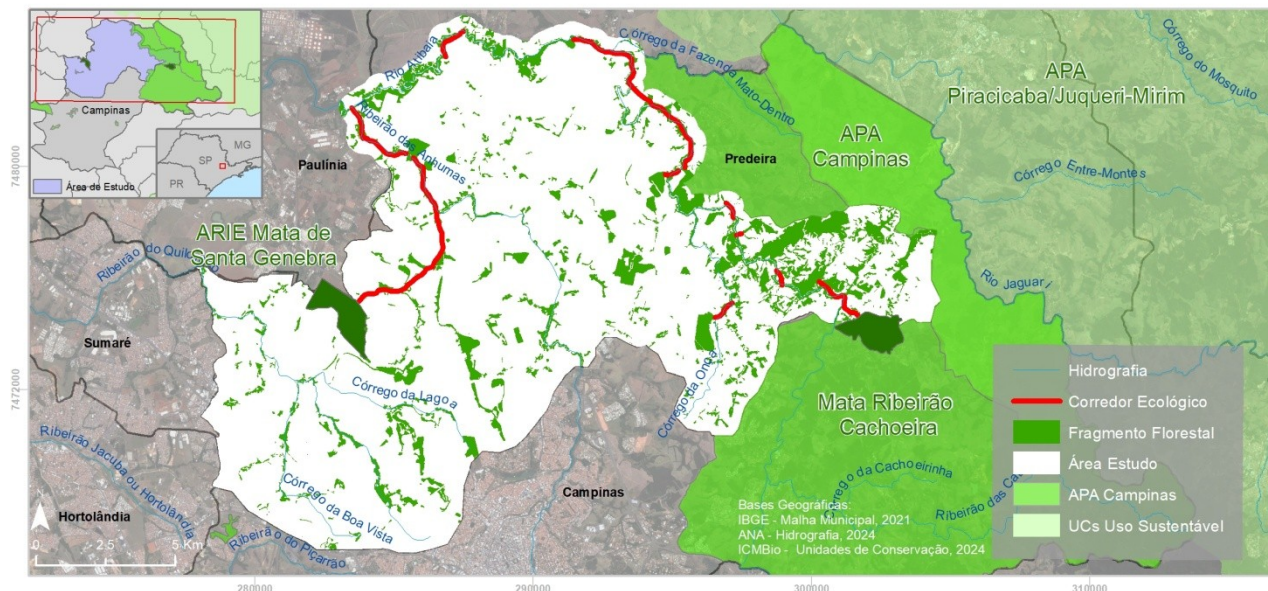 Campinas
SP
MG
PR
Área de Estudo
Rio Atibaia
Ribeirão das Anhumas
Paulínia
Córrego da Fazende Mato-Dentro
Predeira
APA
Campinas
APA
Piracicaba/Juqueri-Mirim
Córrego do Mosquito
Córrego Entre-Montes
Rio Jaguari
ARIE Mata de
Santa Genebra
Ribeirão do Quilombo
Sumaré
Córrego da Lagoa
Córrego da Onça
Córrego da Boa Vista
Ribeirão Jacuba ou Hortolândia
Hortolândia
Ribeirão do Piçarrão
Campinas
Mata Ribeirão
Cachoeira
Córrego da Cachoeirinha
Ribeirão das
Bases Geográficas:
IBGE - Malha Municipal, 2021
ANA - Hidrografia, 2024
ICMBio - Unidades de Conservação, 2024
Hidrografia
Corredor Ecológico
Fragmento Florestal
Área Estudo
APA Campinas
UCs Uso Sustentável
0 2,5 5 Km
7480000
7472000
280000
290000
300000
310000